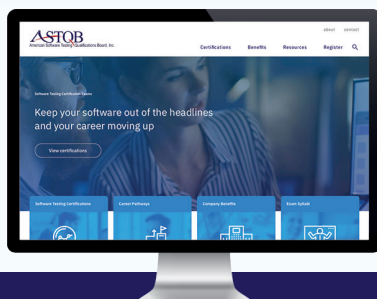 about contact
ASTQB
American Software Testing Qualifications Board, Inc.
Certifications Benefits Resources Register
Software Testing Certification Exams
Keep your software out of the headlines
and your career moving up
View certifications
Software Testing Certifications Career Pathways Company Benefits Exam Syllabi